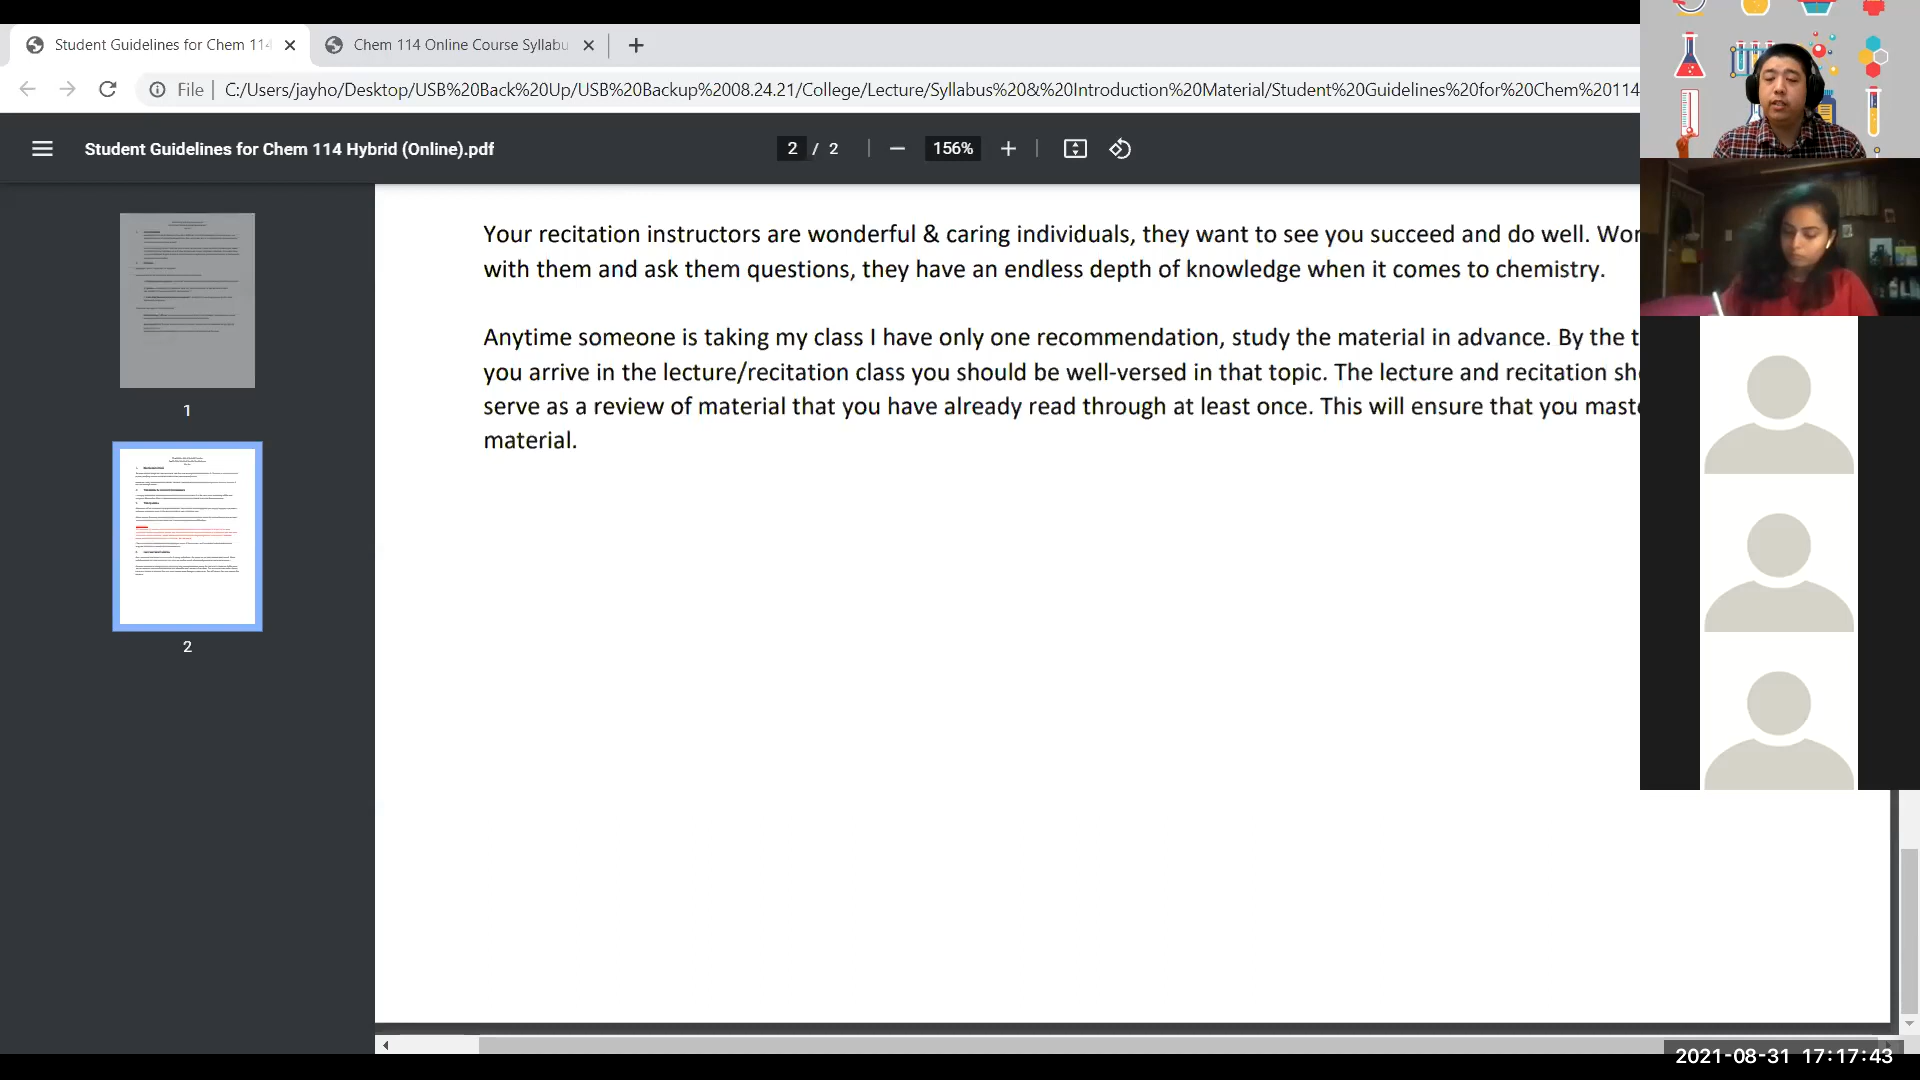 Student Guidelines for Chem 114
Chem 114 Online Course Syllabu
File
C:/Users/jayho/Desktop/USB%20Back%20Up/USB%20Backup%2008.24.21/College/Lecture/Syllabus%20&%20Introduction%20Material/Student%20Guidelines%20for%20Chem%20114
Student Guidelines for Chem 114 Hybrid (Online).pdf
2 / 2
156%
Your recitation instructors are wonderful & caring individuals, they want to see you succeed and do well. Wor
with them and ask them questions, they have an endless depth of knowledge when it comes to chemistry.
Anytime someone is taking my class I have only one recommendation, study the material in advance. By the t
you arrive in the lecture/recitation class you should be well-versed in that topic. The lecture and recitation sh
serve as a review of material that you have already read through at least once. This will ensure that you mast
material.
1
2
2021-08-31 17:17:43